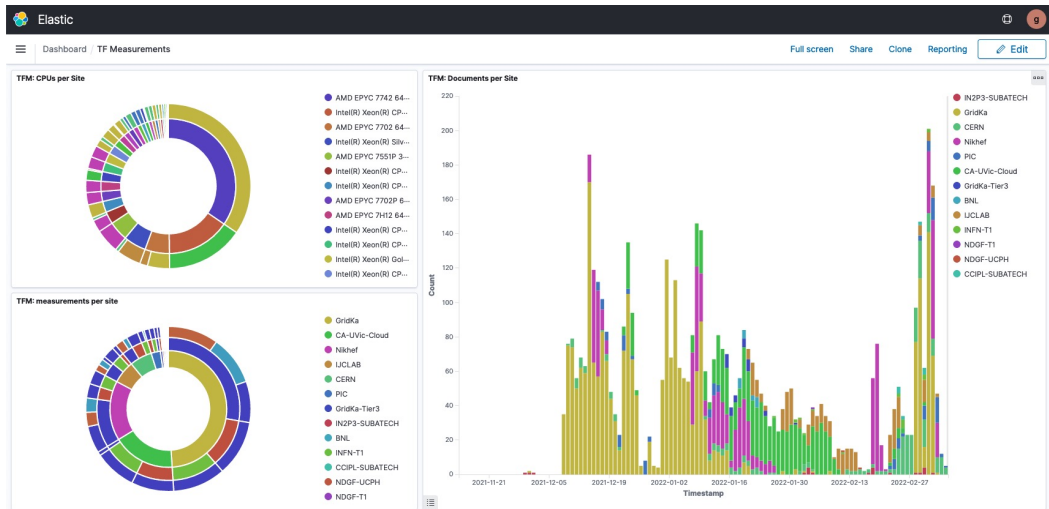 Elastic
g
Dashboard / TF Measurements
Full screen Share Clone Reporting Edit
TFM: CPUs per Site
AMD EPYC 7742 64-···
Intel(R) Xeon(R) CP-···
AMD EPYC 7702 64-···
Intel(R) Xeon(R) Silv-···
AMD EPYC 7551P 3-···
Intel(R) Xeon(R) CP-···
Intel(R) Xeon(R) CP-···
AMD EPYC 7702P 6-···
AMD EPYC 7H12 64-···
Intel(R) Xeon(R) CP-···
Intel(R) Xeon(R) CP-···
Intel(R) Xeon(R) Gol-···
Intel(R) Xeon(R) CP-···
TFM: measurements per site
GridKa
CA-UVic-Cloud
Nikhef
IJCLAB
CERN
PIC
GridKa-Tier3
IN2P3-SUBATECH
BNL
INFN-T1
CCIPL-SUBATECH
NDGF-UCPH
NDGF-T1
TFM: Documents per Site
220
200
180
160
140
120
100
80
60
40
20
0
Count
2021-11-21 2021-12-05 2021-12-19 2022-01-02 2022-01-16 2022-01-30 2022-02-13 2022-02-27
Timestamp
IN2P3-SUBATECH
GridKa
CERN
Nikhef
PIC
CA-UVic-Cloud
GridKa-Tier3
BNL
IJCLAB
INFN-T1
NDGF-T1
NDGF-UCPH
CCIPL-SUBATECH